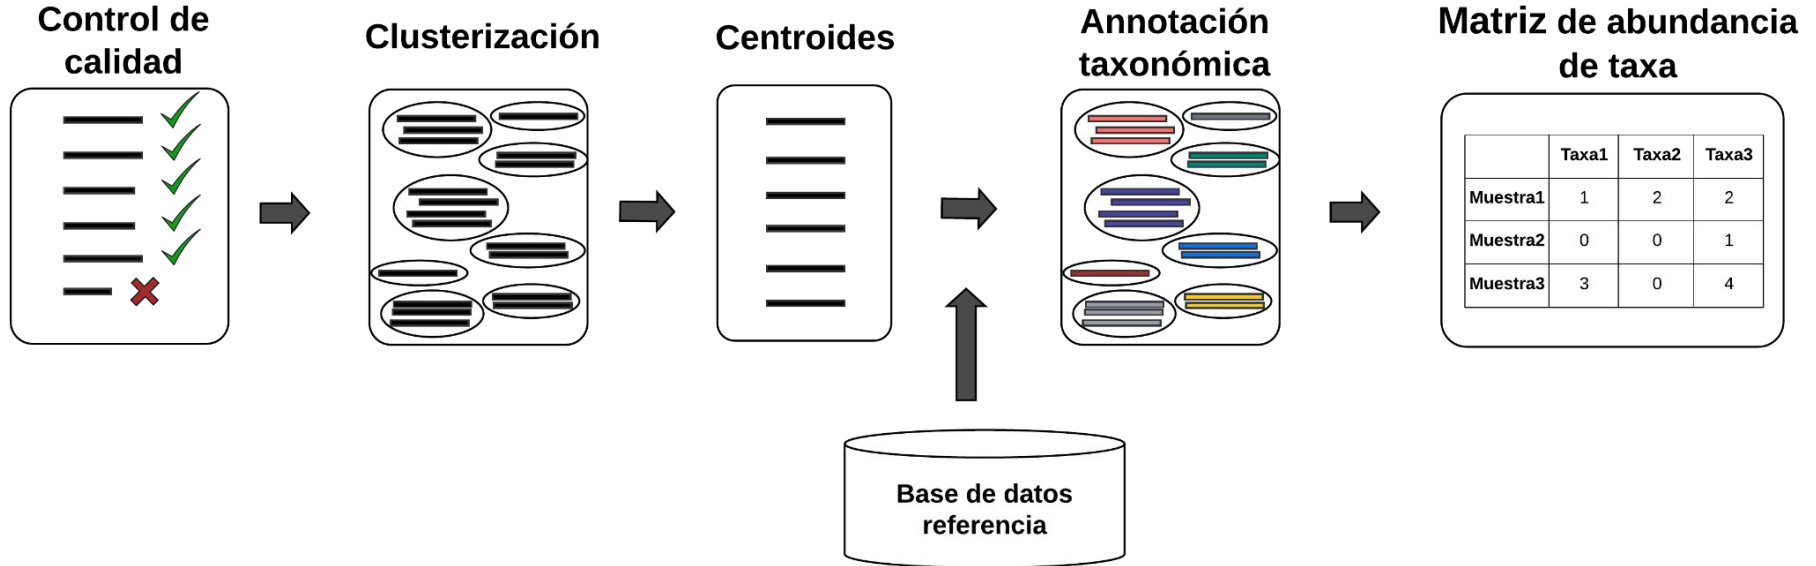 Control de
calidad
Clusterización
Centroides
Annotación
taxonómica
Matriz de abundancia
de taxa
Taxa1 Taxa2 Taxa3
Muestra1 1 2 2
Muestra2 0 0 1
Muestra3 3 0 4
Base de datos
referencia